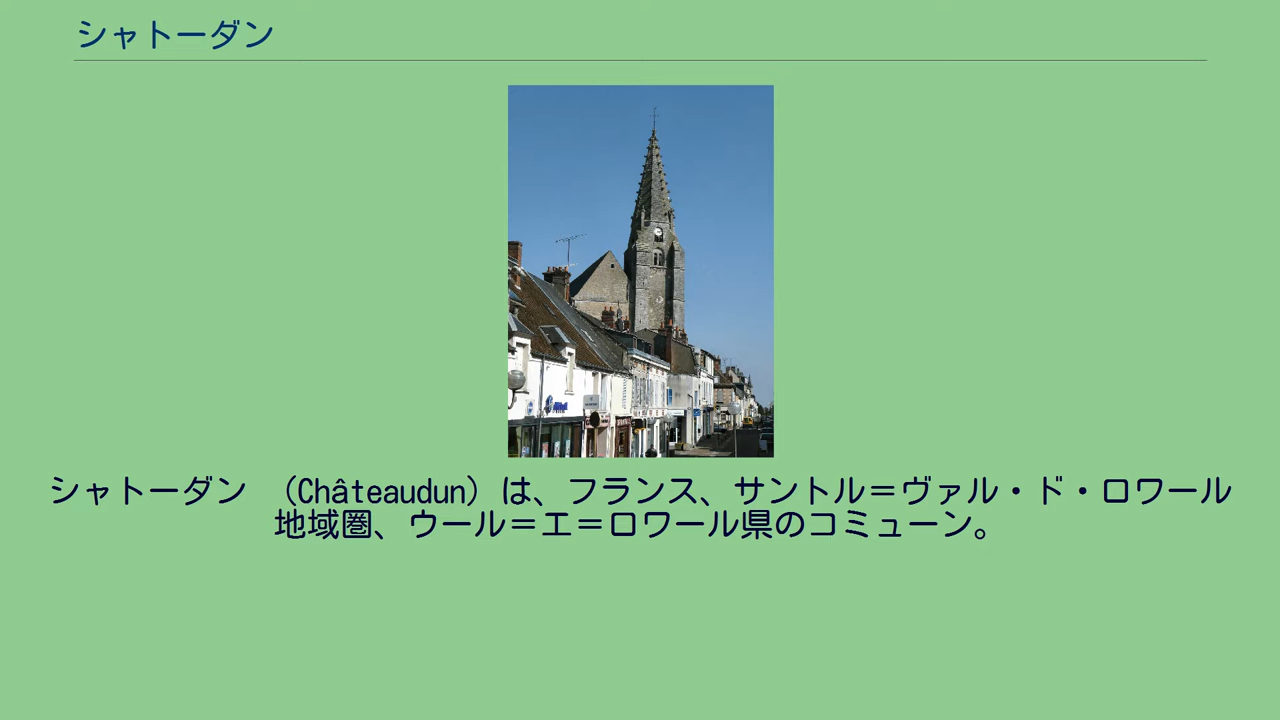 シャトーダン
シャトーダン （Châteaudun）は、フランス、サントル＝ヴァル・ド・ロワール
地域圏、ウール＝エ＝ロワール県のコミューン。